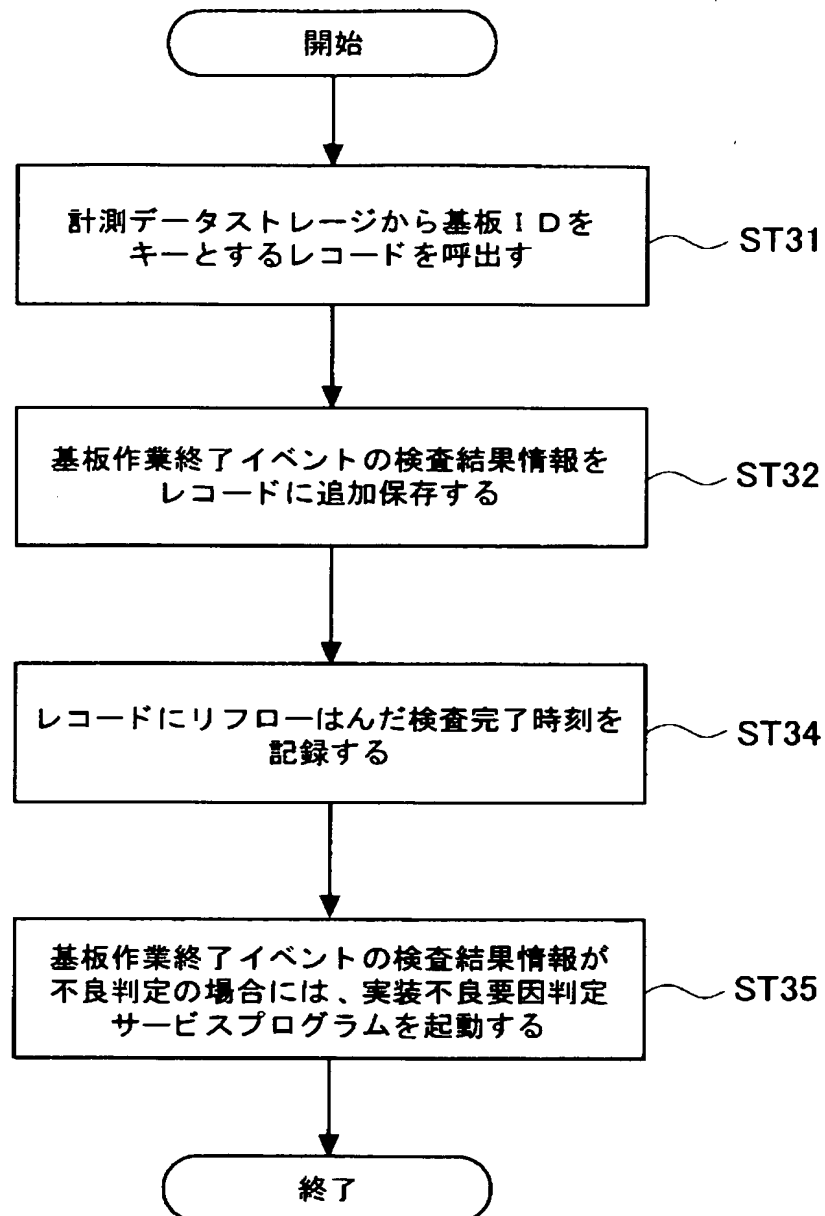 開始
計測データストレージから基板ＩＤを
キーとするレコードを呼出す
ST31
基板作業終了イベントの検査結果情報を
レコードに追加保存する
ST32
レコードにリフローはんだ検査完了時刻を
記録する
ST34
基板作業終了イベントの検査結果情報が
不良判定の場合には、実装不良要因判定
サービスプログラムを起動する
ST35
終了